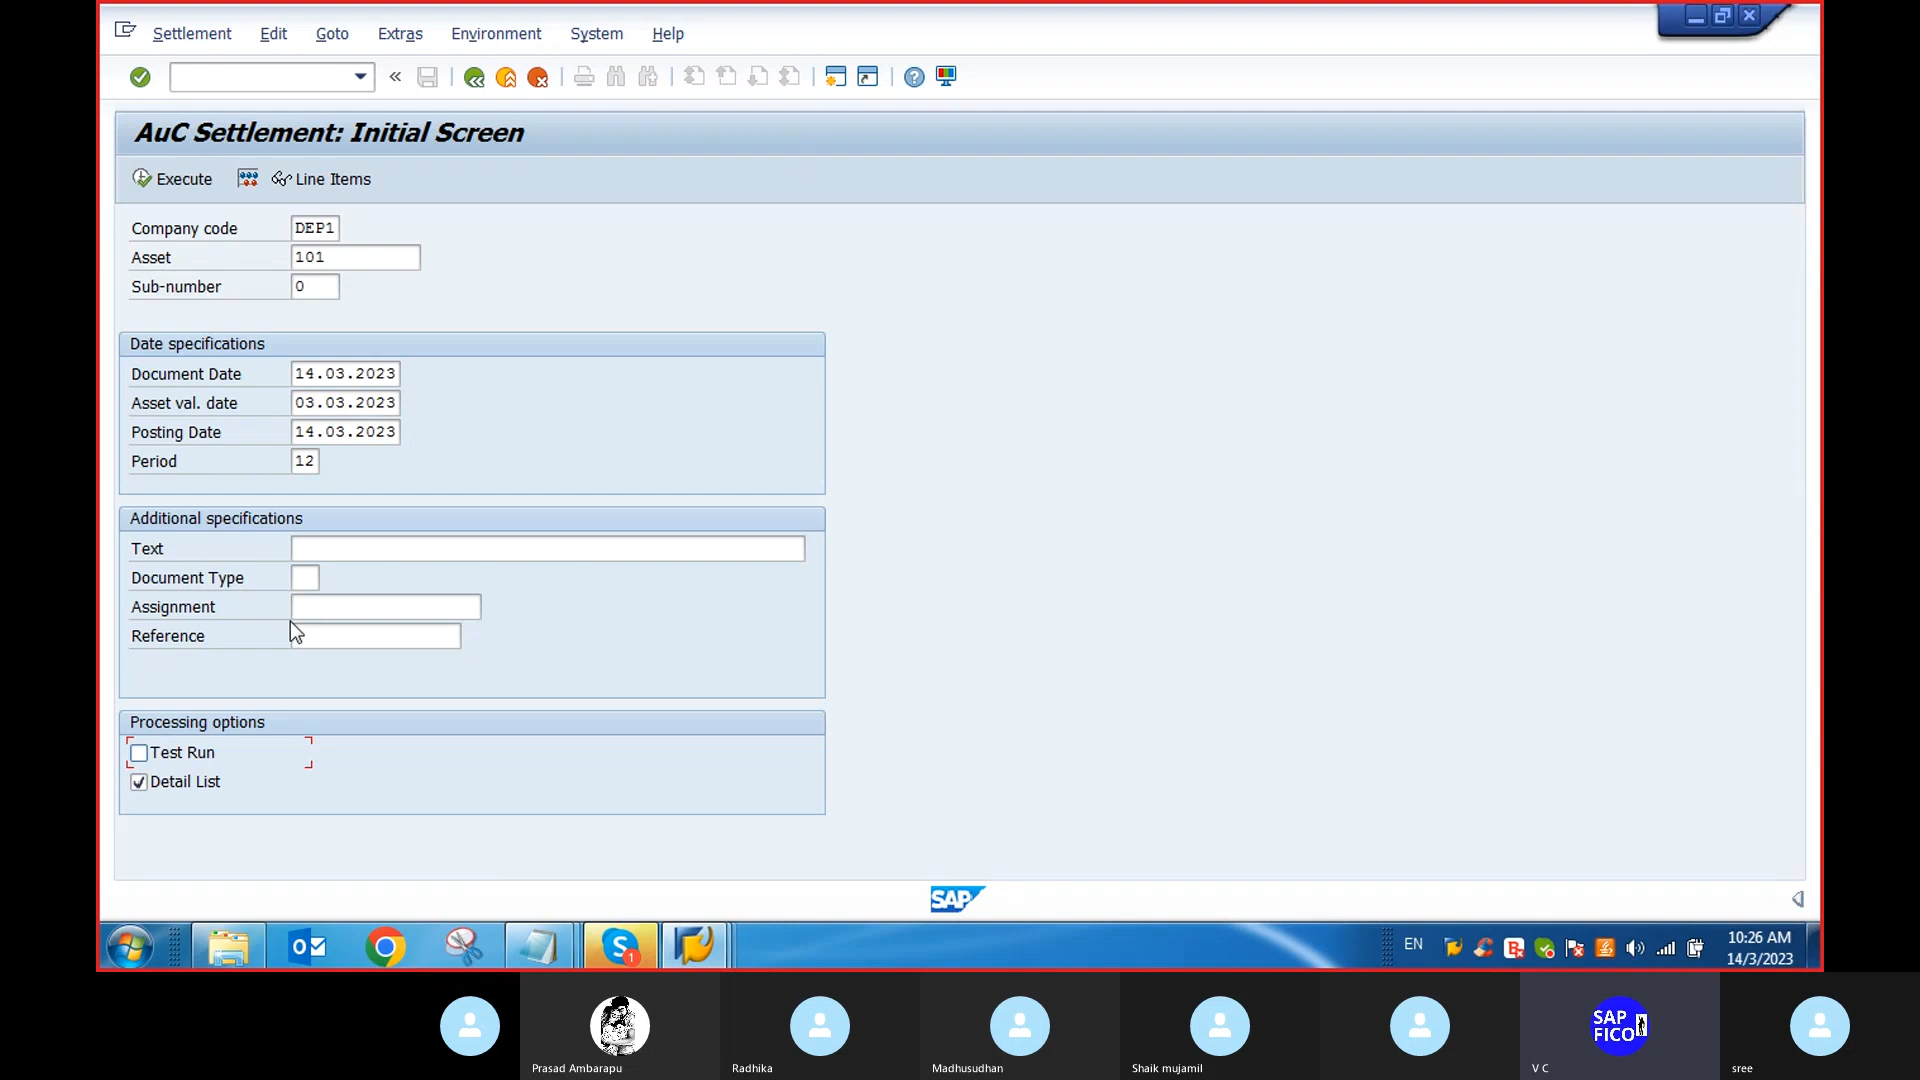 Settlement Edit Goto Extras Environment System Help
AuC Settlement: Initial Screen
Execute Line Items
Company code DEP1
Asset 101
Sub-number 0
Date specifications
Document Date 14.03.2023
Asset val. date 03.03.2023
Posting Date 14.03.2023
Period 12
Additional specifications
Text
Document Type
Assignment
Reference
Processing options
Test Run
Detail List
SAP
EN
10:26 AM
14/3/2023
SAP
FICO
Prasad Ambarapu Radhika Madhusudhan Shaik mujamil V C sree